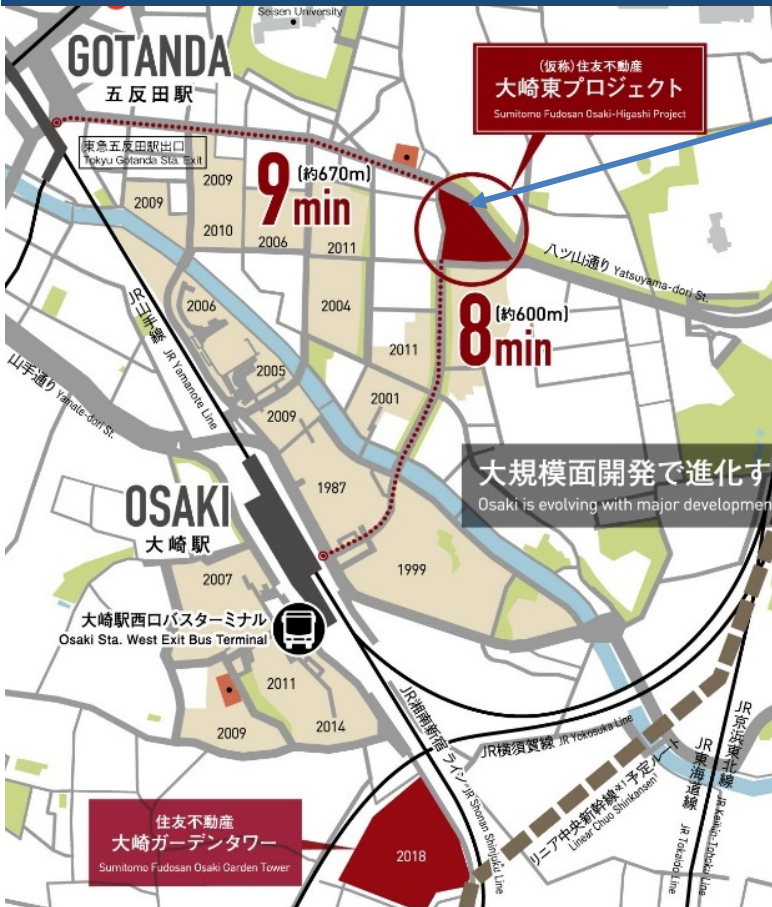 Seisen University
GOTANDA
五反田駅
(仮称)住友不動産
大崎東プロジェクト
Sumitomo Fudosan Osaki-Higashi Project
東急五反田駅出口
Tokyu Gotanda Sta. Exit
9 min (約670m)
2009
2009
2010
2006
2011
八ツ山通り Yatsuyama-dori St.
8 min (約600m)
2006
2004
JR山手線 JR Yamanote Line
山手通り Yamate-dori St.
2005
2011
2009
2001
大規模面開発で進化す
Osaki is evolving with major developmen
1987
OSAKI
大崎駅
1999
2007
大崎駅西口バスターミナル
Osaki Sta. West Exit Bus Terminal
2011
2009
2014
JR湘南新宿ライン JR Shonan Shinjuku Line
JR横須賀線 JR Yokosuka Line
リニア中央新幹線※1予定ルート
Linear Chuo Shinkansen
JR京浜東北線 JR Keihin-Tohoku Line
JR東海道線 JR Tokaido Line
住友不動産
大崎ガーデンタワー
Sumitomo Fudosan Osaki Garden Tower
2018